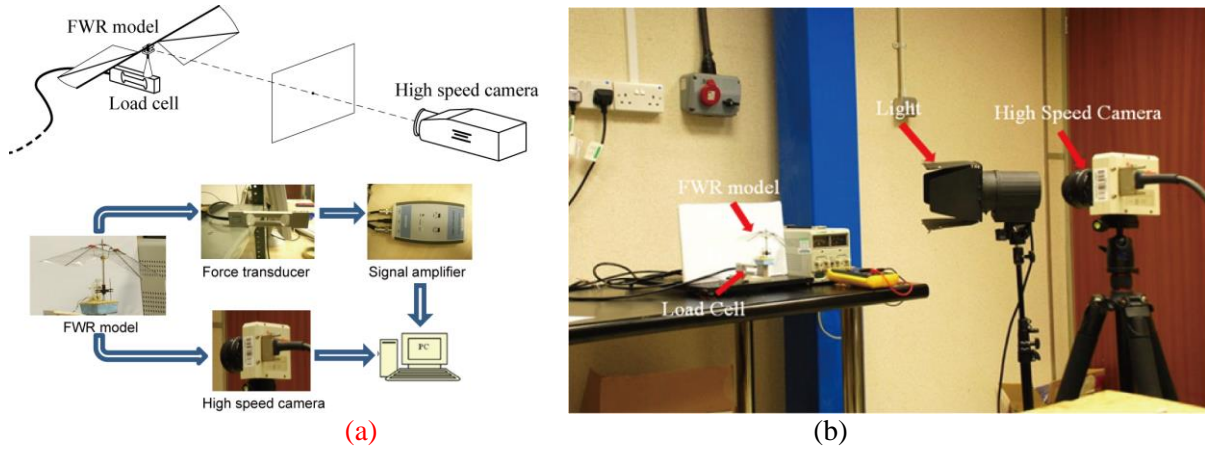 FWR model
Load cell
High speed camera
FWR model
Force transducer
Signal amplifier
High speed camera
PC
(a)
Light
High Speed Camera
FWR model
Load Cell
(b)